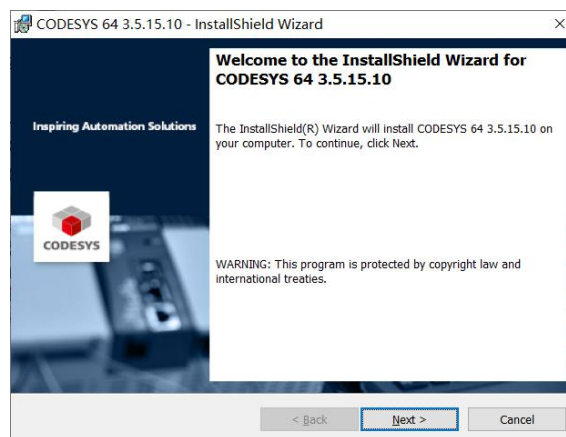 CODESYS 64 3.5.15.10 - InstallShield Wizard
Welcome to the InstallShield Wizard for
CODESYS 64 3.5.15.10
Inspiring Automation Solutions
The InstallShield(R) Wizard will install CODESYS 64 3.5.15.10 on
your computer. To continue, click Next.
CODESYS
WARNING: This program is protected by copyright law and
international treaties.
< Back
Next >
Cancel